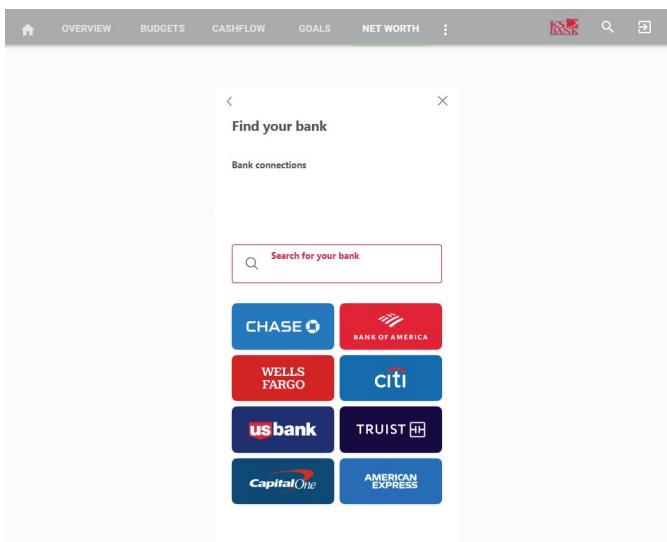 OVERVIEW BUDGETS CASHFLOW GOALS NET WORTH
KS
BANK
Find your bank
Bank connections
Search for your bank
CHASE
BANK OF AMERICA
WELLS
FARGO
citi
usbank
TRUIST
CapitalOne
AMERICAN
EXPRESS